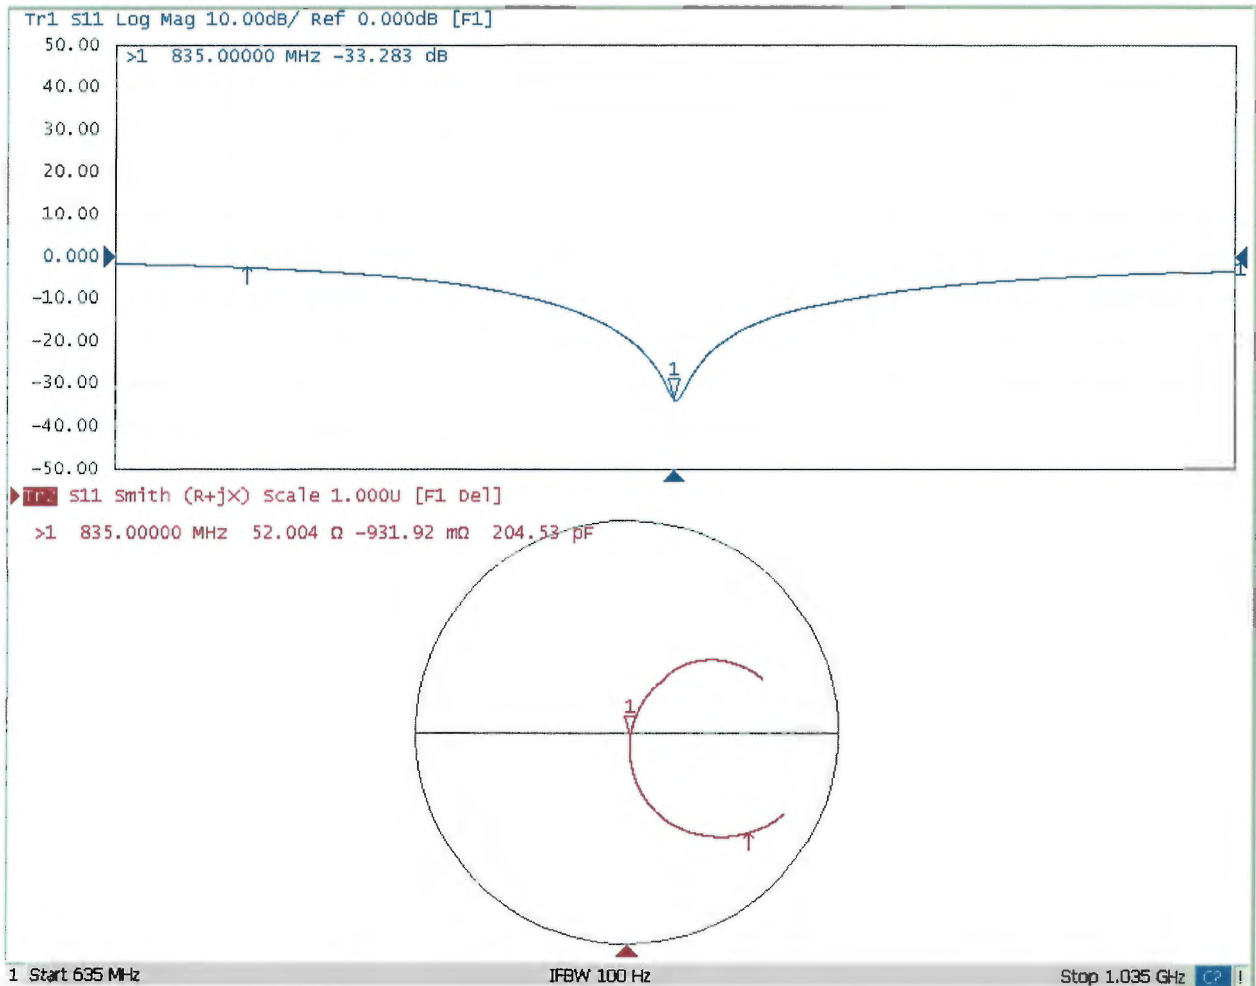 Tr1 S11 Log Mag 10.00dB/ Ref 0.000dB [F1]
50.00
>1 835.00000 MHz -33.283 dB
40.00
30.00
20.00
10.00
0.000
1
-10.00
-20.00
-30.00
1
-40.00
-50.00
Tr2 S11 Smith (R+jX) Scale 1.000U [F1 Del]
>1 835.00000 MHz 52.004 Ω -931.92 mΩ 204.53 pF
1
1 Start 635 MHz IFBW 100 Hz Stop 1.035 GHz C? !